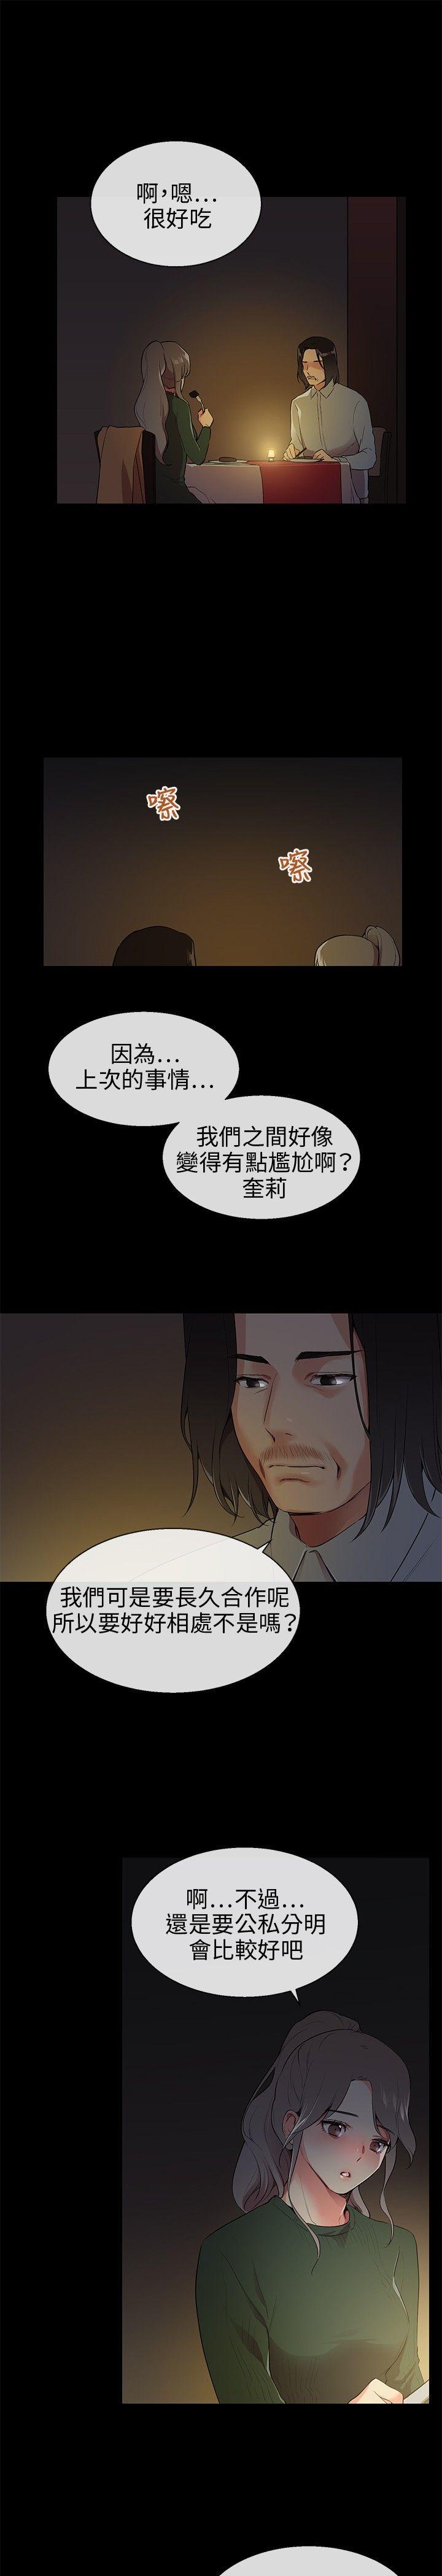 啊，嗯...
很好吃
嚓
嚓
因為...
上次的事情...
我們之間好像
變得有點尷尬啊？
奎莉
我們可是要長久合作呢
所以要好好相處不是嗎？
啊...不過...
還是要公私分明
會比較好吧